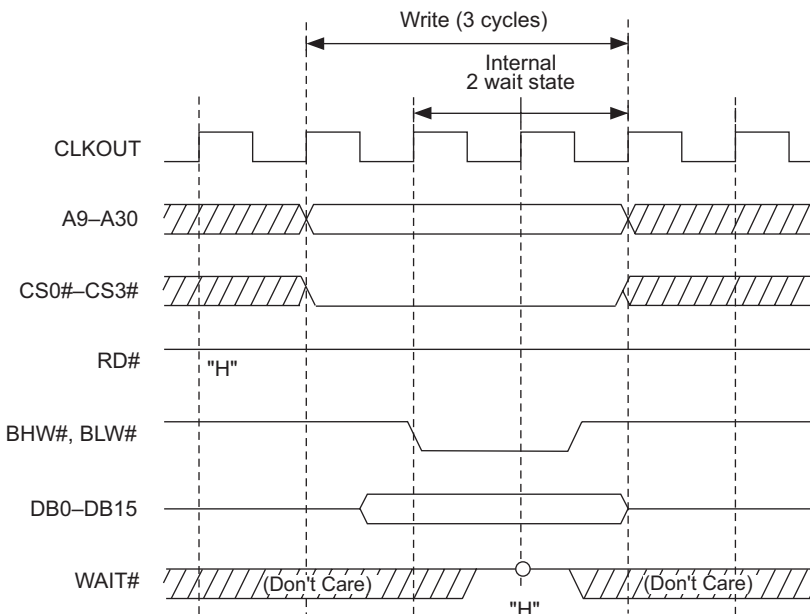 Write (3 cycles)
Internal
2 wait state
CLKOUT
A9–A30
CS0#–CS3#
RD#
"H"
BHW#, BLW#
DB0–DB15
WAIT#
(Don't Care)
(Don't Care)
"H"